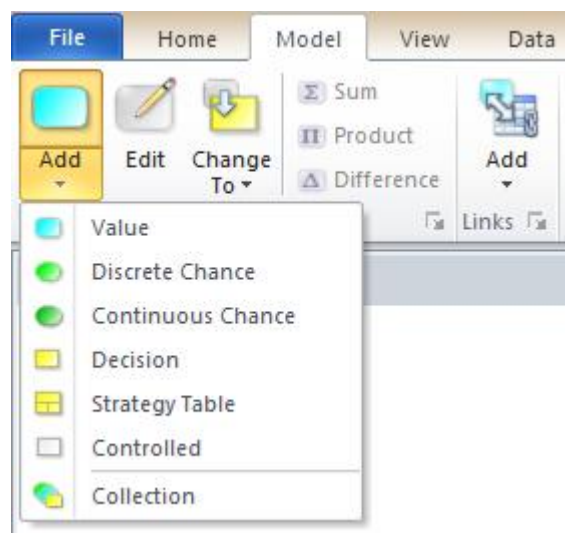 File Home Model View Data
Σ Sum
Π Product
Add Edit Change To Δ Difference Add
Links
Value
Discrete Chance
Continuous Chance
Decision
Strategy Table
Controlled
Collection